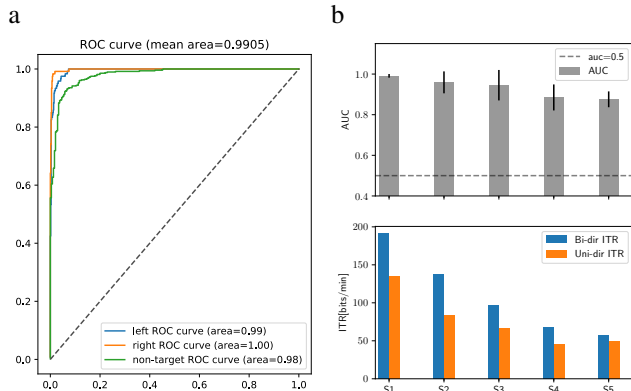 a
ROC curve (mean area=0.9905)
1.0
0.8
0.6
0.4
0.2
0.0
0.0 0.2 0.4 0.6 0.8 1.0
left ROC curve (area=0.99)
right ROC curve (area=1.00)
non-target ROC curve (area=0.98)
b
auc=0.5
AUC
1.0
0.8
0.6
0.4
AUC
Bi-dir ITR
Uni-dir ITR
200
150
100
50
0
ITR[bits/min]
S1 S2 S3 S4 S5